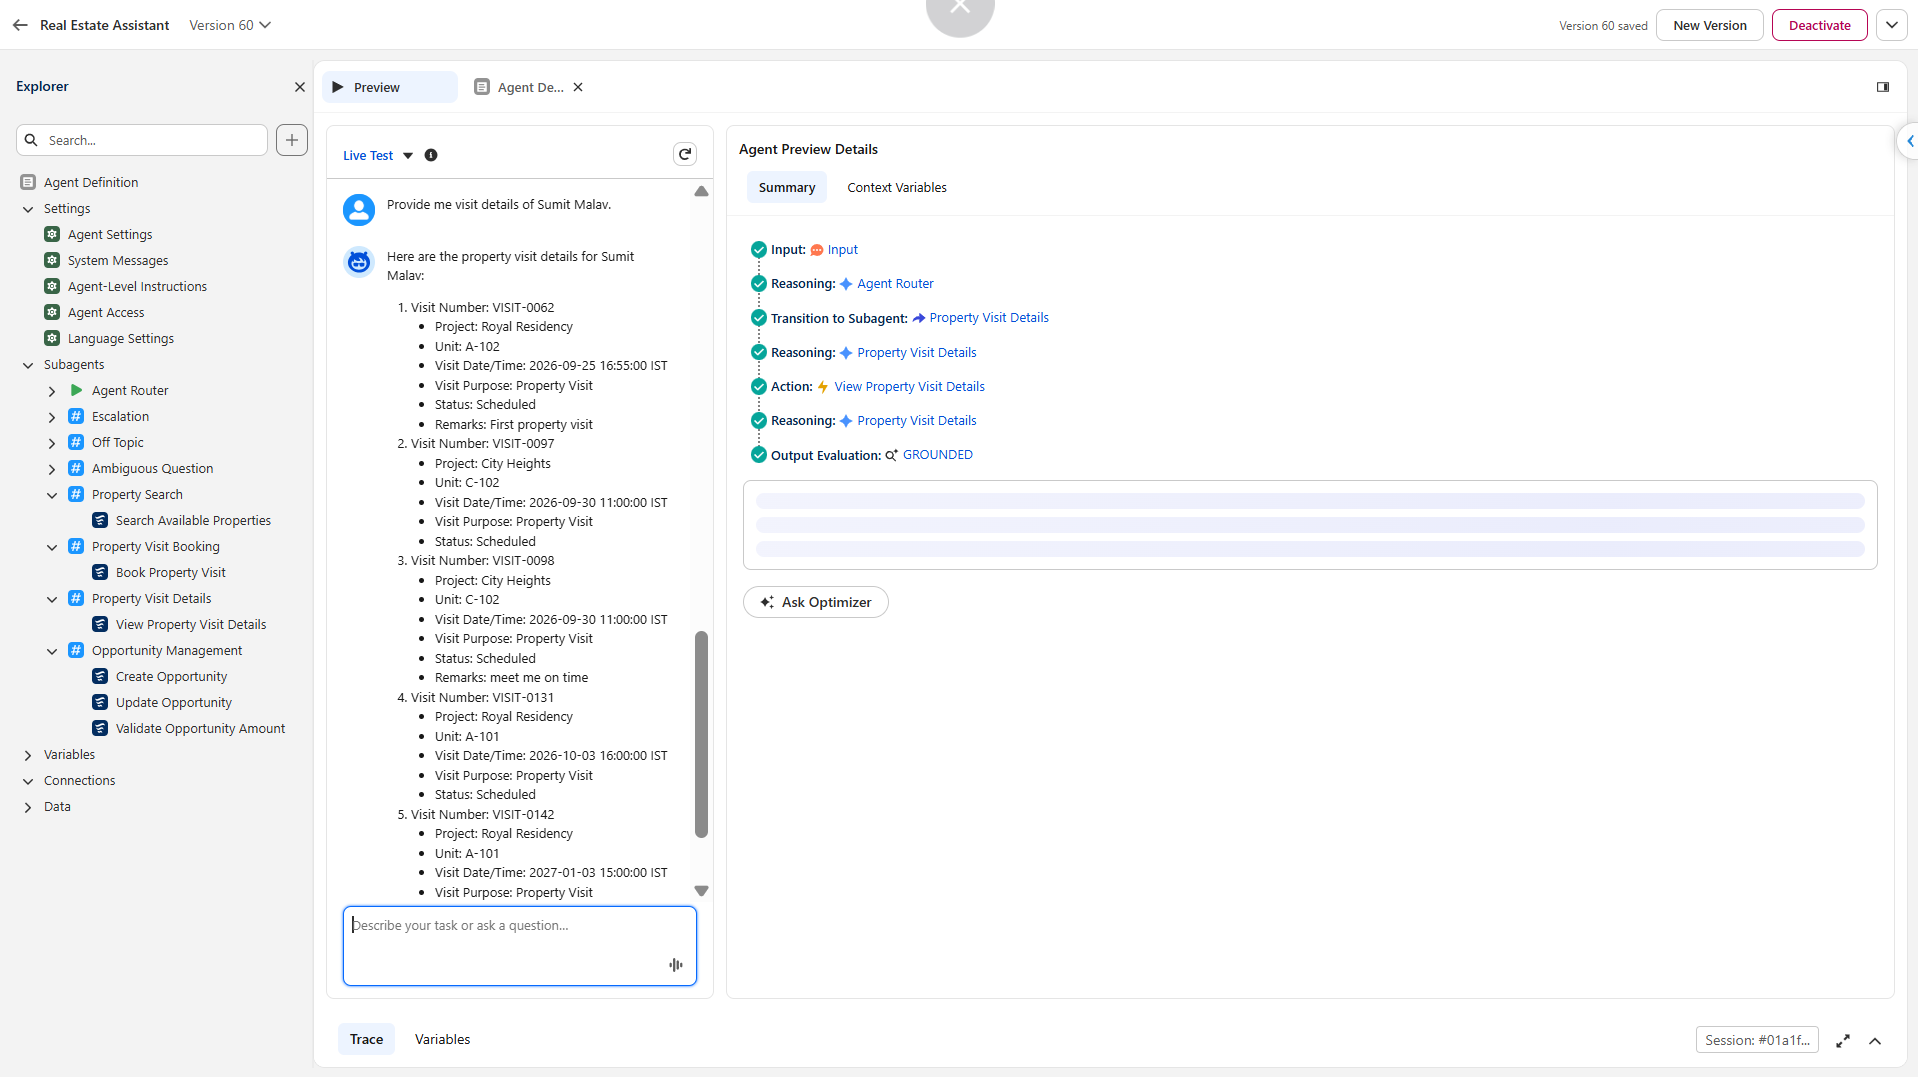 Real Estate Assistant
Version 60
Version 60 saved
New Version
Deactivate
Explorer
Search...
Agent Definition
Settings
Agent Settings
System Messages
Agent-Level Instructions
Agent Access
Language Settings
Subagents
Agent Router
Escalation
Off Topic
Ambiguous Question
Property Search
Search Available Properties
Property Visit Booking
Book Property Visit
Property Visit Details
View Property Visit Details
Opportunity Management
Create Opportunity
Update Opportunity
Validate Opportunity Amount
Variables
Connections
Data
Preview
Agent De...
Live Test
Provide me visit details of Sumit Malav.
Here are the property visit details for Sumit
Malav:
1. Visit Number: VISIT-0062
• Project: Royal Residency
• Unit: A-102
• Visit Date/Time: 2026-09-25 16:55:00 IST
• Visit Purpose: Property Visit
• Status: Scheduled
• Remarks: First property visit
2. Visit Number: VISIT-0097
• Project: City Heights
• Unit: C-102
• Visit Date/Time: 2026-09-30 11:00:00 IST
• Visit Purpose: Property Visit
• Status: Scheduled
3. Visit Number: VISIT-0098
• Project: City Heights
• Unit: C-102
• Visit Date/Time: 2026-09-30 11:00:00 IST
• Visit Purpose: Property Visit
• Status: Scheduled
• Remarks: meet me on time
4. Visit Number: VISIT-0131
• Project: Royal Residency
• Unit: A-101
• Visit Date/Time: 2026-10-03 16:00:00 IST
• Visit Purpose: Property Visit
• Status: Scheduled
5. Visit Number: VISIT-0142
• Project: Royal Residency
• Unit: A-101
• Visit Date/Time: 2027-01-03 15:00:00 IST
• Visit Purpose: Property Visit
Describe your task or ask a question...
Agent Preview Details
Summary
Context Variables
Input: Input
Reasoning: Agent Router
Transition to Subagent: Property Visit Details
Reasoning: Property Visit Details
Action: View Property Visit Details
Reasoning: Property Visit Details
Output Evaluation: GROUNDED
Ask Optimizer
Trace
Variables
Session: #01a1f...